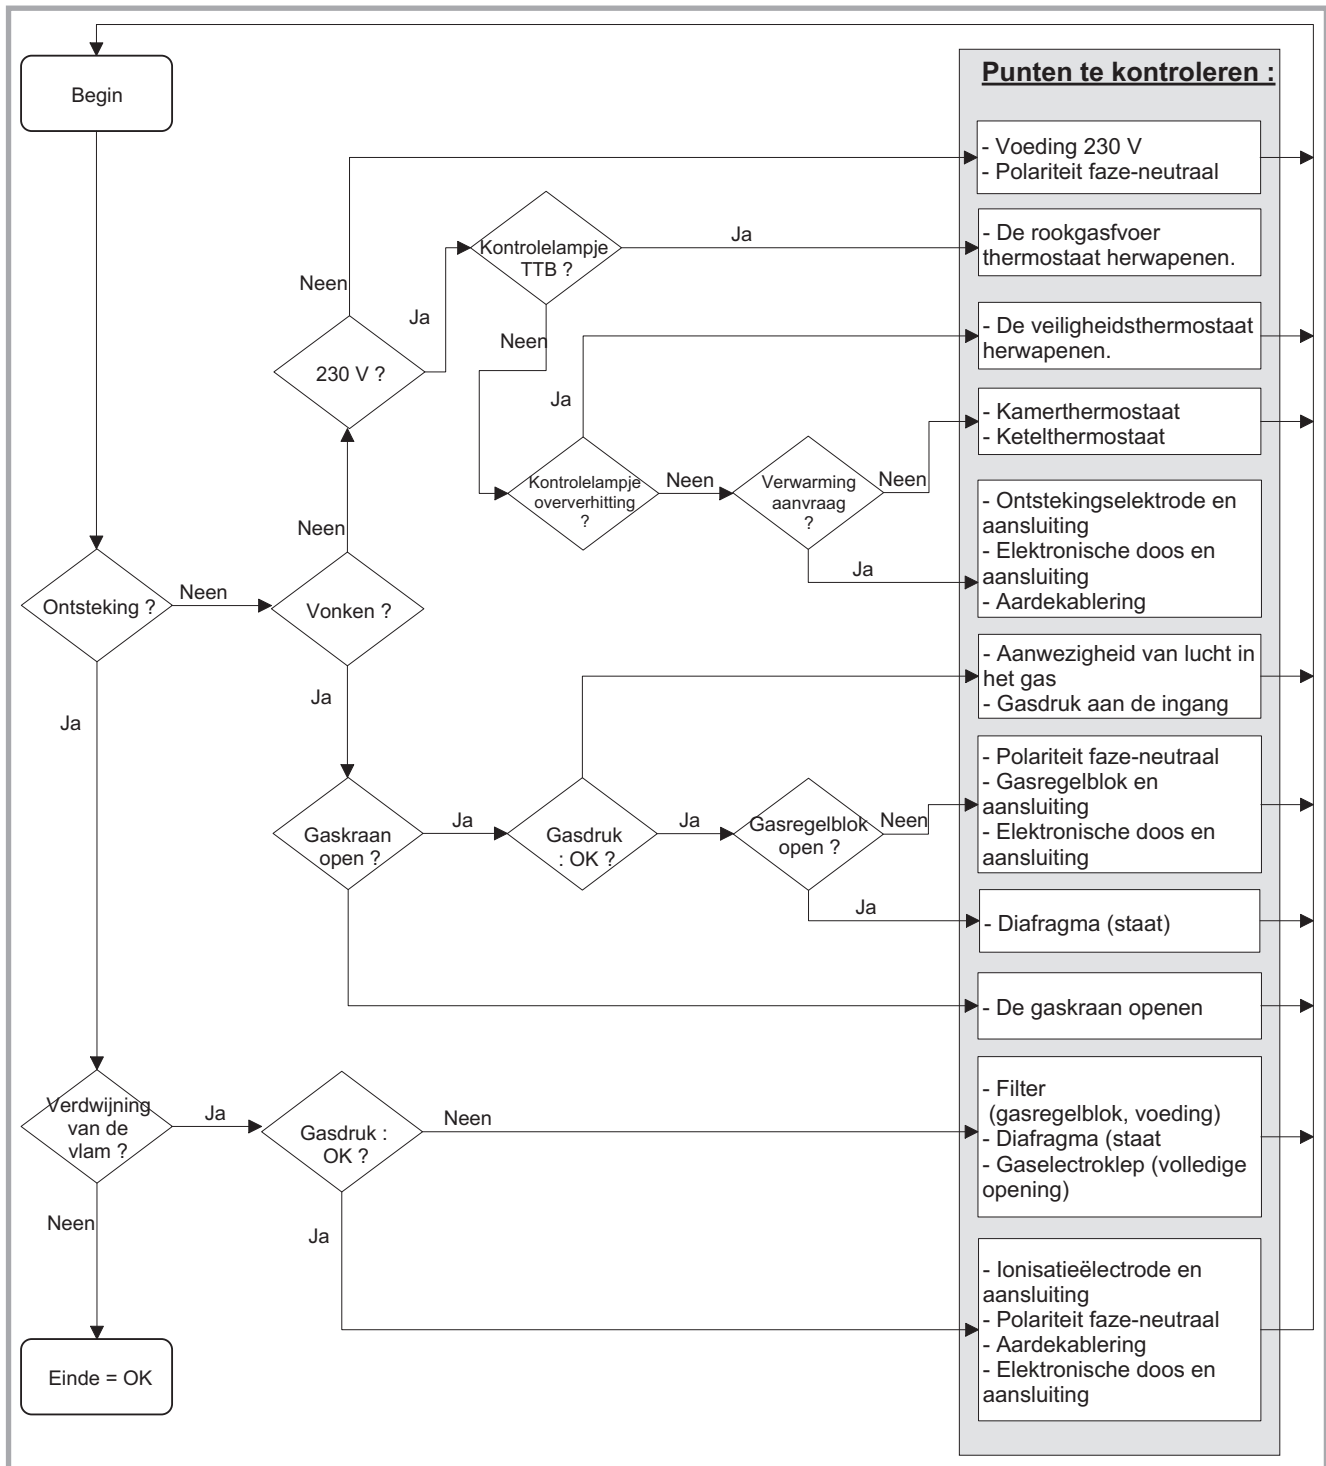 Punten te kontroleren :
Begin
- Voeding 230 V
- Polariteit faze-neutraal
Kontrolelampje
TTB ?
Ja
- De rookgasfvoer
thermostaat herwapenen.
Neen
Ja
Neen
- De veiligheidsthermostaat
herwapenen.
230 V ?
Ja
- Kamerthermostaat
- Ketelthermostaat
Kontrolelampje
oververhitting
?
Neen
Verwarming
aanvraag
?
Neen
- Ontstekingselektrode en
aansluiting
- Elektronische doos en
aansluiting
- Aardekablering
Neen
Ja
Ontsteking ?
Neen
Vonken ?
- Aanwezigheid van lucht in
het gas
- Gasdruk aan de ingang
Ja
Ja
- Polariteit faze-neutraal
- Gasregelblok en
aansluiting
- Elektronische doos en
aansluiting
Gaskraan
open ?
Ja
Gasdruk
: OK ?
Ja
Gasregelblok
open ?
Neen
Ja
- Diafragma (staat)
- De gaskraan openen
Verdwijning
van de
vlam ?
Ja
Gasdruk :
OK ?
Neen
- Filter
(gasregelblok, voeding)
- Diafragma (staat
- Gaselectroklep (volledige
opening)
Neen
Ja
- Ionisatieëlectrode en
aansluiting
- Polariteit faze-neutraal
- Aardekablering
- Elektronische doos en
aansluiting
Einde = OK